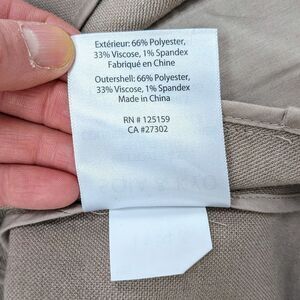 Extérieur: 66% Polyester,
33% Viscose, 1% Spandex
Fabriqué en Chine
Outershell: 66% Polyester,
33% Viscose, 1% Spandex
Made in China
RN # 125159
CA #27302